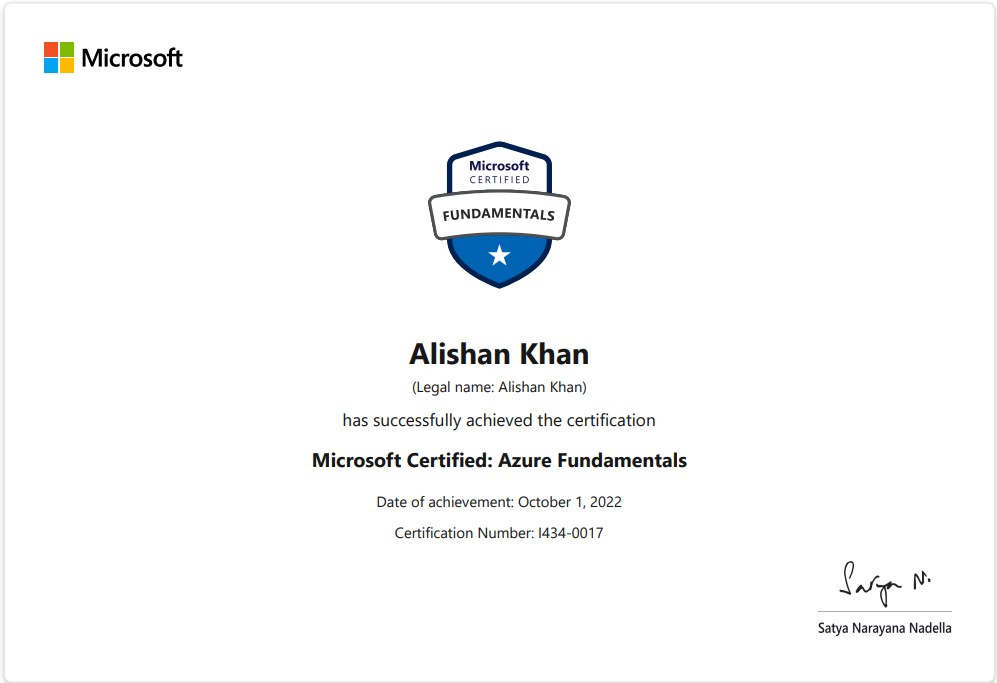 Microsoft
Microsoft
CERTIFIED
FUNDAMENTALS
Alishan Khan
(Legal name: Alishan Khan)
has successfully achieved the certification
Microsoft Certified: Azure Fundamentals
Date of achievement: October 1, 2022
Certification Number: I434-0017
Satya N.
Satya Narayana Nadella